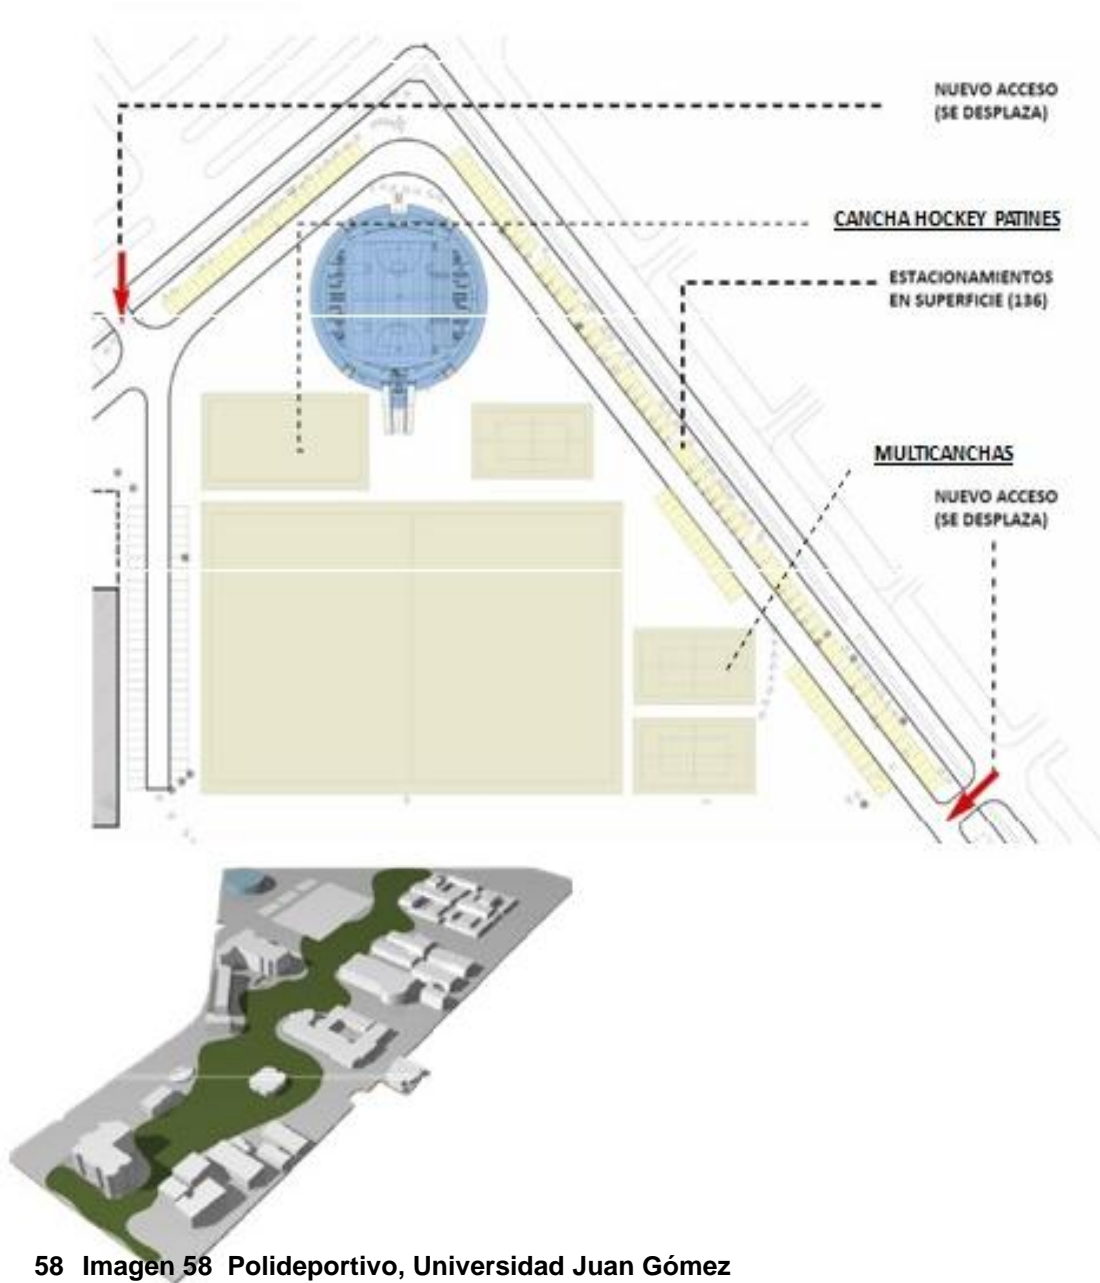 NUEVO ACCESO
(SE DESPLAZA)
CANCHA HOCKEY PATINES
ESTACIONAMIENTOS
EN SUPERFICIE (136)
MULTICANCHAS
NUEVO ACCESO
(SE DESPLAZA)
58 Imagen 58 Polideportivo, Universidad Juan Gómez